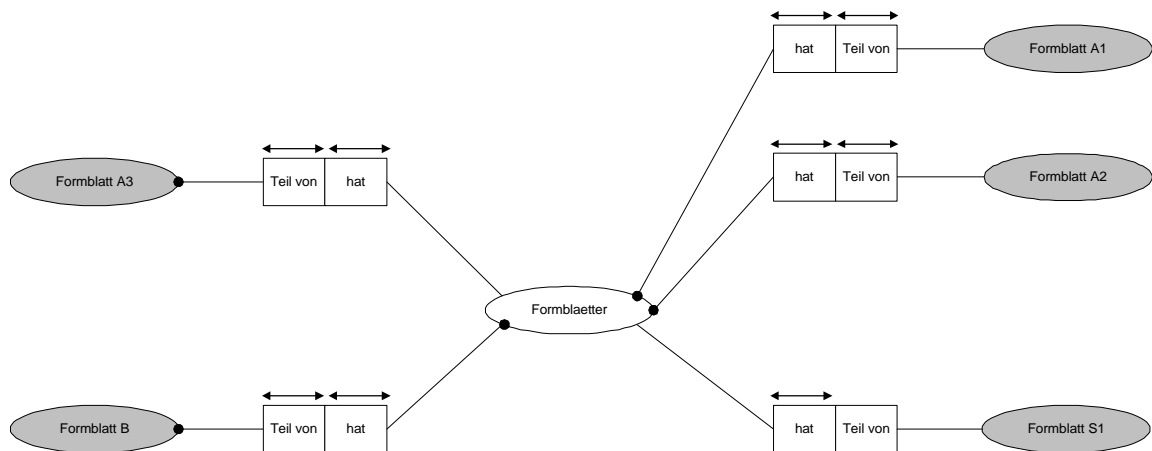 hat Teil von Formblatt A1
Formblatt A3 Teil von hat
hat Teil von Formblatt A2
Formblaetter
Formblatt B Teil von hat
hat Teil von Formblatt S1